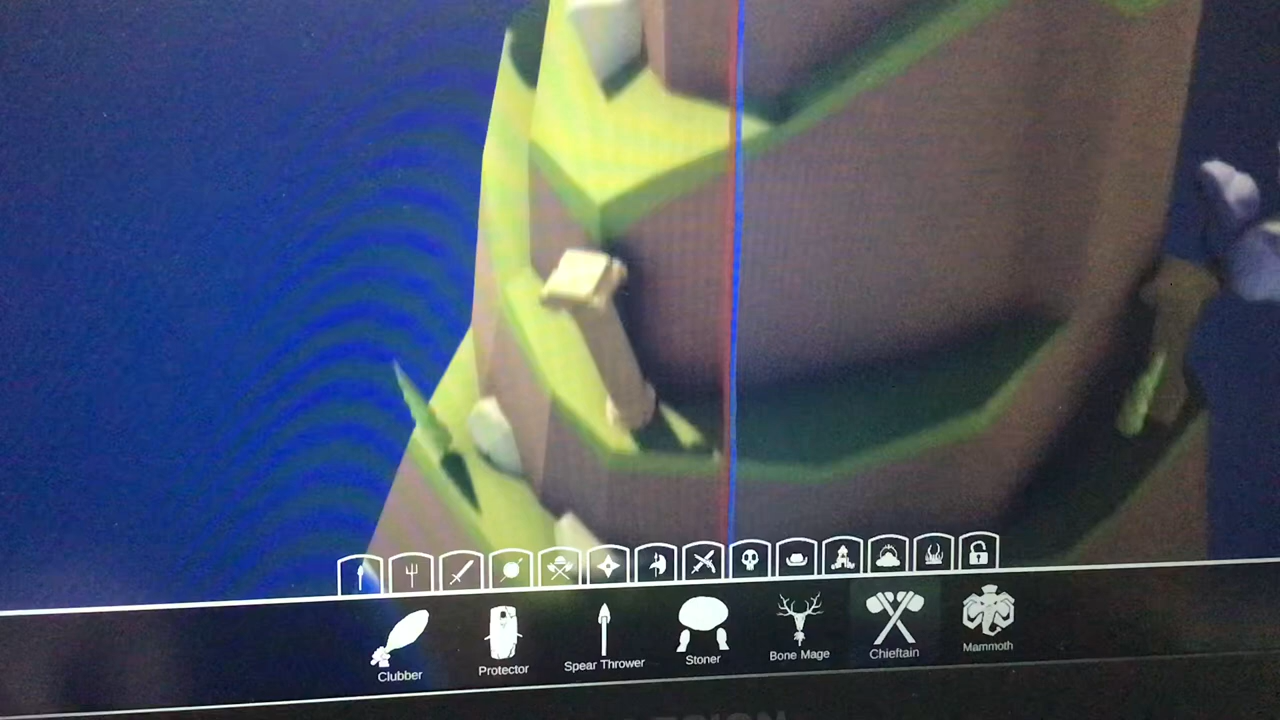 Clubber
Protector
Spear Thrower
Stoner
Bone Mage
Chieftain
Mammoth